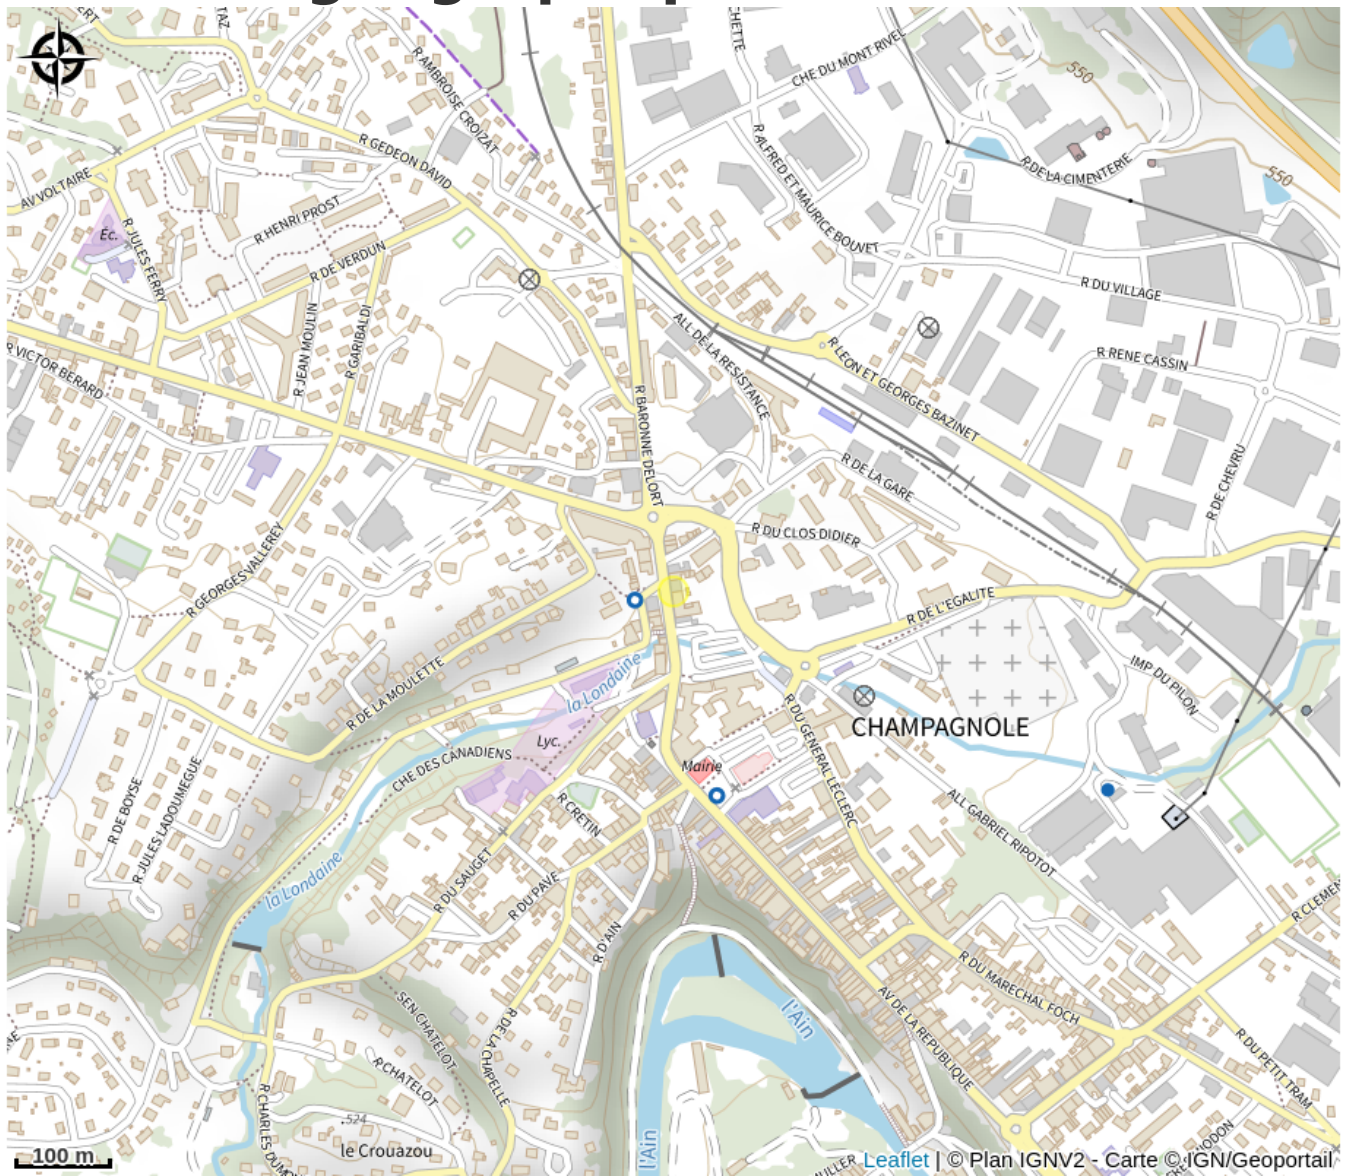 R AMBROISE CROIZAT
CHE DU MONT RIVEL
550
R GEDEON DAVID
R ALFRED ET MAURICE BOUNET
R DE LA CIMENTERIE
550
AV VOLTAIRE
R HENRI PROST
Éc.
R JULES FERRY
R DE VERDUN
R DU VILLAGE
R JEAN MOULIN
R GARIBALDI
ALL DE LA RESISTANCE
R LEON ET GEORGES BAZINET
R RENE CASSIN
R VICTOR BERARD
R BARONNE DELORT
R DE LA GARE
R DE CHEVRU
R DU CLOS DIDIER
R GEORGES VALLEREY
R DE L'EGALITE
R DE LA MOULETTE
la Londaine
IMP DU PILON
CHAMPAGNOLE
Lyc.
R DU GENERAL LECLERC
CHE DES CANADIENS
Mairie
R DE BOYSE
R JULES LADOUMEGUE
R CRETIN
ALL GABRIEL RIPOTOT
la Londaine
R DU SAUGET
R DU PAVE
R D'AIN
R CLEMEN
R DU MARECHAL FOCH
AV DE LA REPUBLIQUE
l'Ain
SEN CHATELOT
R DE LA CHAPELLE
R CHATELOT
R CHARLES DUMO
R DU PETIT TRAM
524
le Crouazou
l'Ain
100 m
Leaflet | © Plan IGNV2 - Carte © IGN/Geoportail